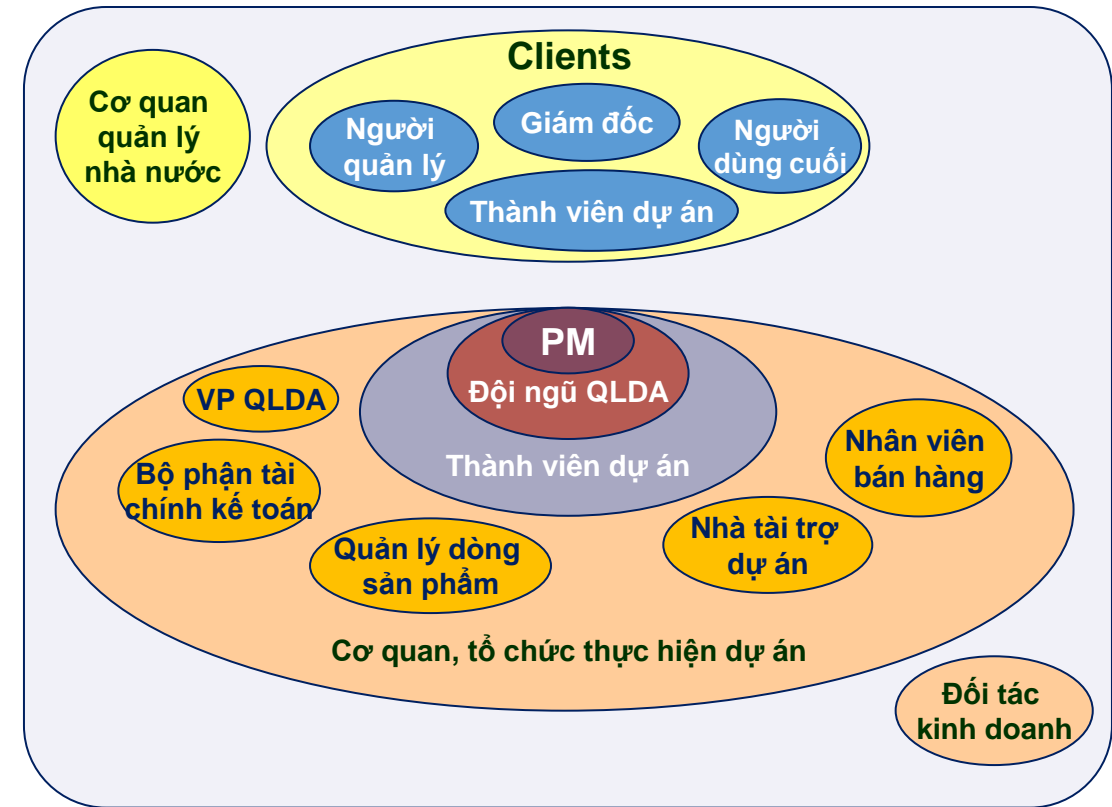 Clients
Cơ quan
quản lý
nhà nước
Người
quản lý
Giám đốc
Người
dùng cuối
Thành viên dự án
PM
Đội ngũ QLDA
Thành viên dự án
VP QLDA
Bộ phận tài
chính kế toán
Quản lý dòng
sản phẩm
Nhà tài trợ
dự án
Nhân viên
bán hàng
Cơ quan, tổ chức thực hiện dự án
Đối tác
kinh doanh